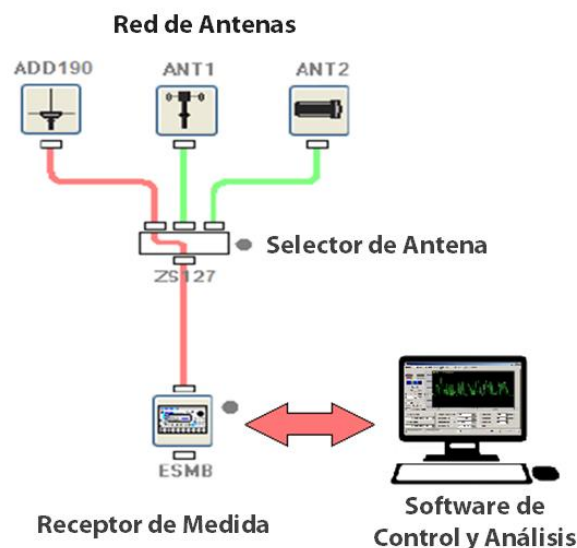 Red de Antenas
ADD190
ANT1
ANT2
Selector de Antena
ZS127
ESMB
Receptor de Medida
Software de
Control y Análisis